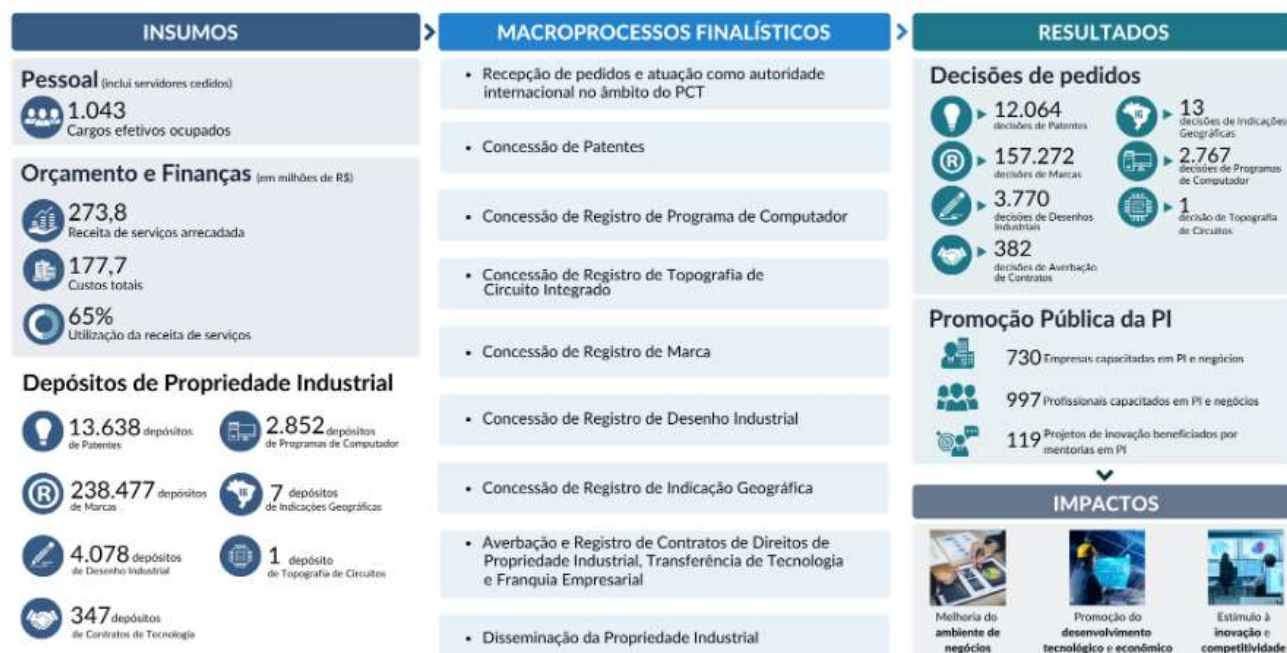 INSUMOS
Pessoal (inclui servidores cedidos)
1.043
Cargos efetivos ocupados
Orçamento e Finanças (em milhões de R$)
273,8
Receita de serviços arrecadada
177,7
Custos totais
65%
Utilização da receita de serviços
Depósitos de Propriedade Industrial
13.638 depósitos
de Patentes
2.852 depósitos
de Programas de Computador
238.477 depósitos
de Marcas
IG
7 depósitos
de Indicações Geográficas
4.078 depósitos
de Desenho Industrial
1 depósito
de Topografia de Circuitos
347 depósitos
de Contratos de Tecnologia
MACROPROCESSOS FINALÍSTICOS
• Recepção de pedidos e atuação como autoridade
internacional no âmbito do PCT
• Concessão de Patentes
• Concessão de Registro de Programa de Computador
• Concessão de Registro de Topografia de
Circuito Integrado
• Concessão de Registro de Marca
• Concessão de Registro de Desenho Industrial
• Concessão de Registro de Indicação Geográfica
• Averbação e Registro de Contratos de Direitos de
Propriedade Industrial, Transferência de Tecnologia
e Franquia Empresarial
• Disseminação da Propriedade Industrial
RESULTADOS
Decisões de pedidos
12.064
decisões de Patentes
IG
13
decisões de Indicações
Geográficas
157.272
decisões de Marcas
2.767
decisões de Programas
de Computador
3.770
decisões de Desenhos
Industriais
1
decisão de Topografia
de Circuitos
382
decisões de Averbação
de Contratos
Promoção Pública da PI
730 Empresas capacitadas em PI e negócios
997 Profissionais capacitados em PI e negócios
119 Projetos de inovação beneficiados por
mentorias em PI
IMPACTOS
Melhoria do
ambiente de
negócios
Promoção do
desenvolvimento
tecnológico e econômico
Estímulo à
inovação e
competitividade